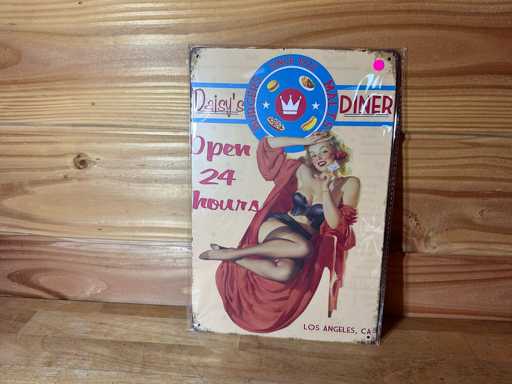 Daisy's DINER
Open
24
hours
LOS ANGELES, CA